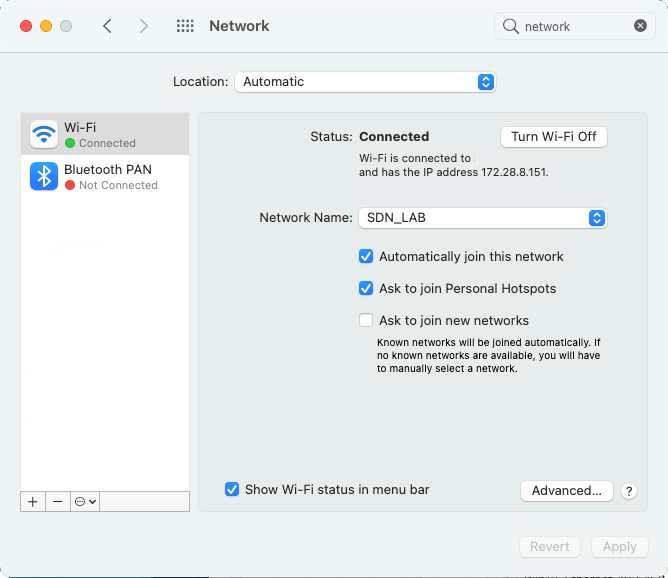 Network
network
Location: Automatic
Wi-Fi
Connected
Bluetooth PAN
Not Connected
Status: Connected
Turn Wi-Fi Off
Wi-Fi is connected to
and has the IP address 172.28.8.151.
Network Name: SDN_LAB
Automatically join this network
Ask to join Personal Hotspots
Ask to join new networks
Known networks will be joined automatically. If
no known networks are available, you will have
to manually select a network.
Show Wi-Fi status in menu bar
Advanced...
?
Revert
Apply